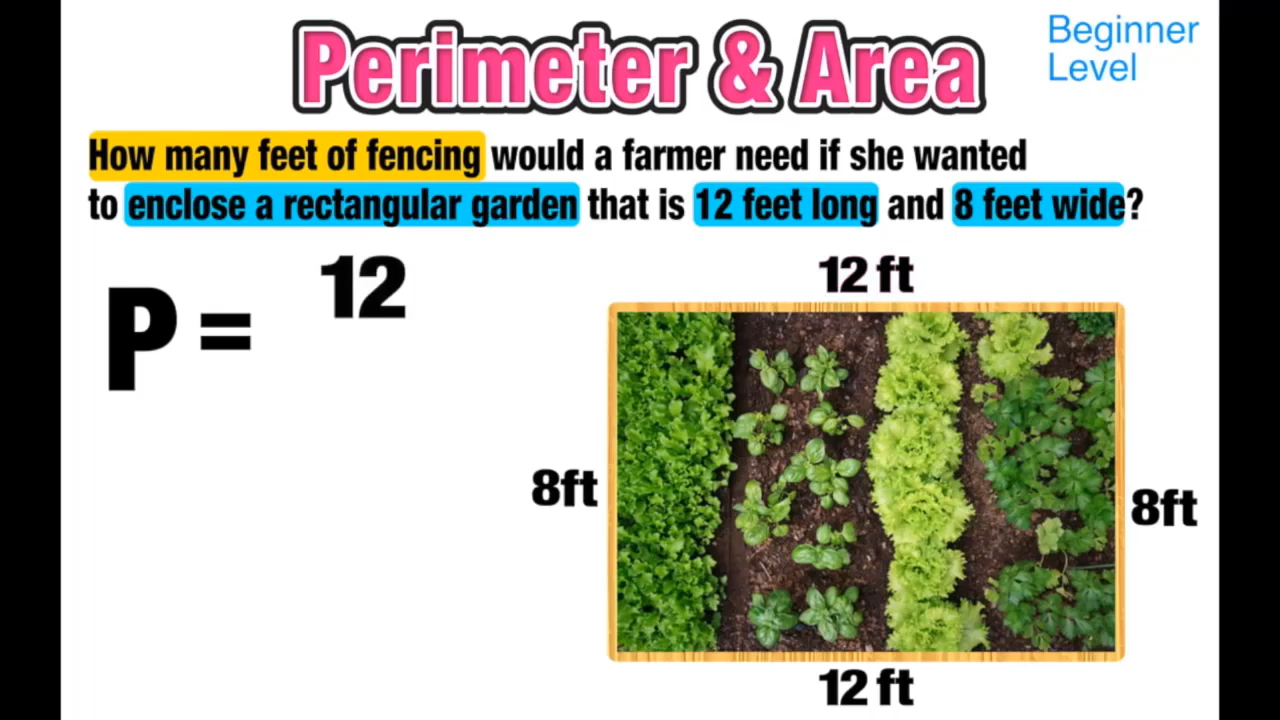 Perimeter & Area
Beginner
Level
How many feet of fencing would a farmer need if she wanted
to enclose a rectangular garden that is 12 feet long and 8 feet wide?
P =
12
12 ft
8ft
8ft
12 ft